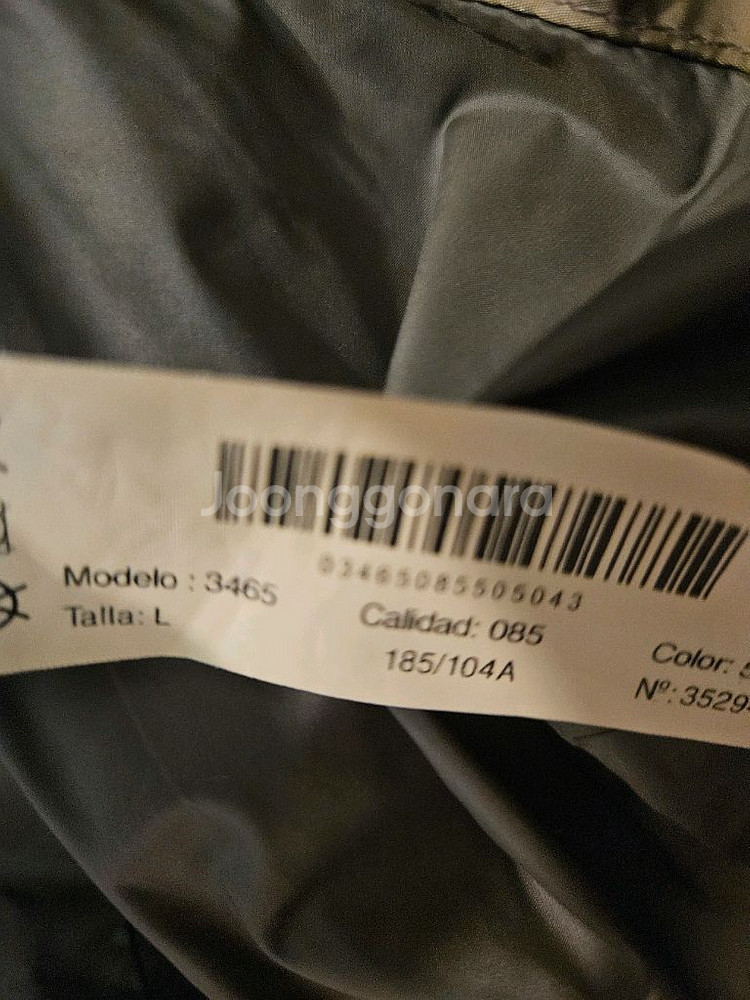 Joonggonara
03465085505043
Modelo : 3465
Talla: L
Calidad: 085
185/104A
Color:
Nº: